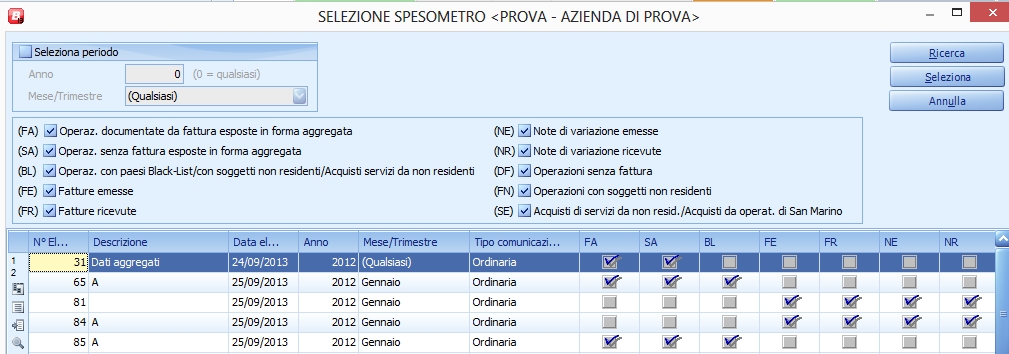 SELEZIONE SPESOMETRO <PROVA - AZIENDA DI PROVA>
Seleziona periodo
Anno 0 (0 = qualsiasi)
Mese/Trimestre (Qualsiasi)
Ricerca
Seleziona
Annulla
(FA) Operaz. documentate da fattura esposte in forma aggregata
(SA) Operaz. senza fattura esposte in forma aggregata
(BL) Operaz. con paesi Black-List/con soggetti non residenti/Acquisti servizi da non residenti
(FE) Fatture emesse
(FR) Fatture ricevute
(NE) Note di variazione emesse
(NR) Note di variazione ricevute
(DF) Operazioni senza fattura
(FN) Operazioni con soggetti non residenti
(SE) Acquisti di servizi da non resid./Acquisti da operat. di San Marino
N° El... Descrizione Data el... Anno Mese/Trimestre Tipo comunicazi... FA SA BL FE FR NE NR
31 Dati aggregati 24/09/2013 2012 (Qualsiasi) Ordinaria
65 A 25/09/2013 2012 Gennaio Ordinaria
81 25/09/2013 2012 Gennaio Ordinaria
84 A 25/09/2013 2012 Gennaio Ordinaria
85 A 25/09/2013 2012 Gennaio Ordinaria
1
2